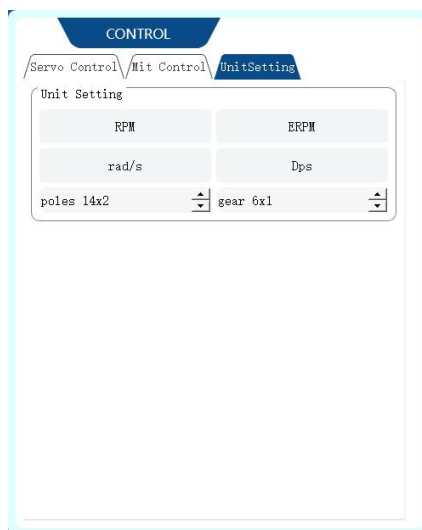 CONTROL
Servo Control Mit Control UnitSetting
Unit Setting
RPM ERPM
rad/s Dps
poles 14x2 gear 6x1